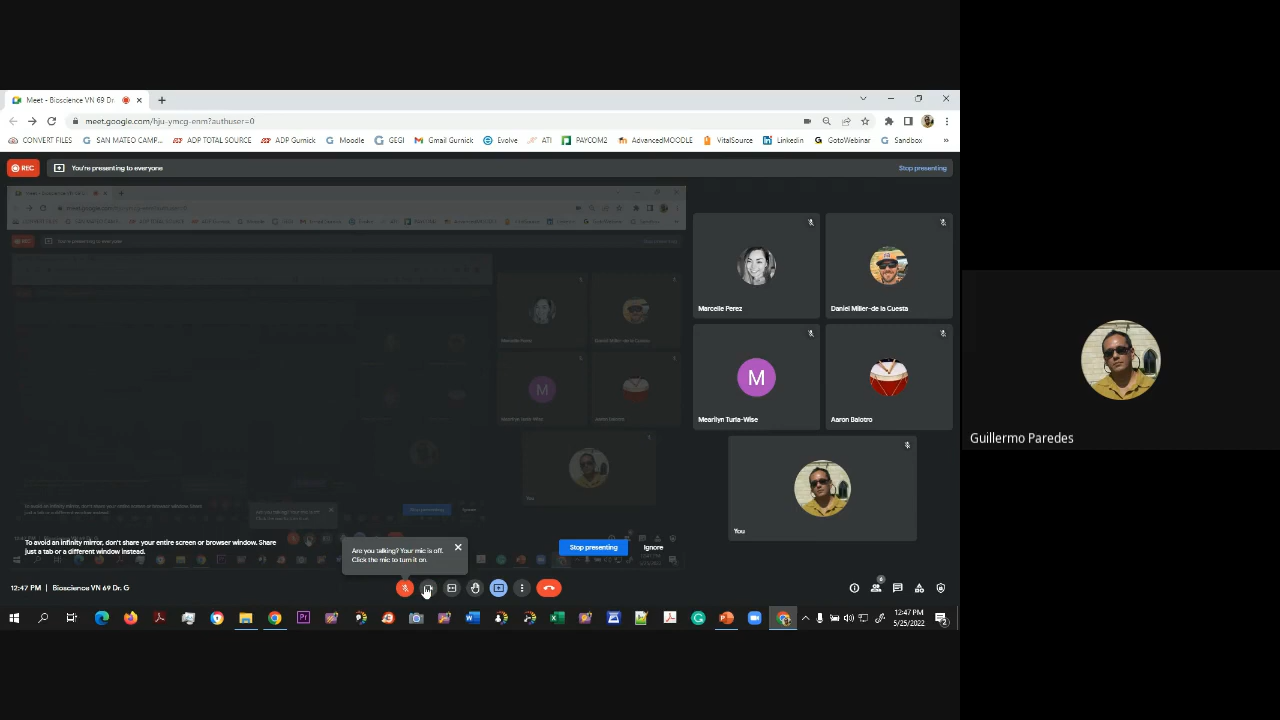 Meet - Bioscience VN 69 Dr.
meet.google.com/hju-ymcg-enm?authuser=0
CONVERT FILES SAN MATEO CAMP... ADP TOTAL SOURCE ADP Gurnick Moodle GEGI Gmail Gurnick Evolve ATI PAYCOM2 AdvancedMOODLE VitalSource Linkedin GotoWebinar Sandbox »
REC You're presenting to everyone Stop presenting
Marcelle Perez Daniel Miller-de la Cuesta
M
Mearilyn Turla-Wise Aaron Balotro
You
Guillermo Paredes
To avoid an infinity mirror, don't share your entire screen or browser window. Share
just a tab or a different window instead.
Are you talking? Your mic is off.
Click the mic to turn it on.
Stop presenting Ignore
12:47 PM | Bioscience VN 69 Dr. G
12:47 PM
5/25/2022